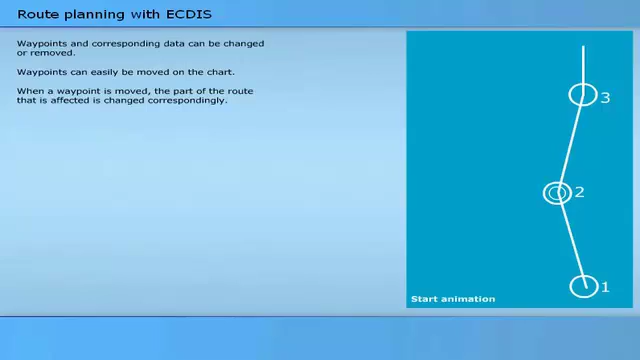 Route planning with ECDIS
Waypoints and corresponding data can be changed
or removed.
Waypoints can easily be moved on the chart.
When a waypoint is moved, the part of the route
that is affected is changed correspondingly.
3
2
1
Start animation